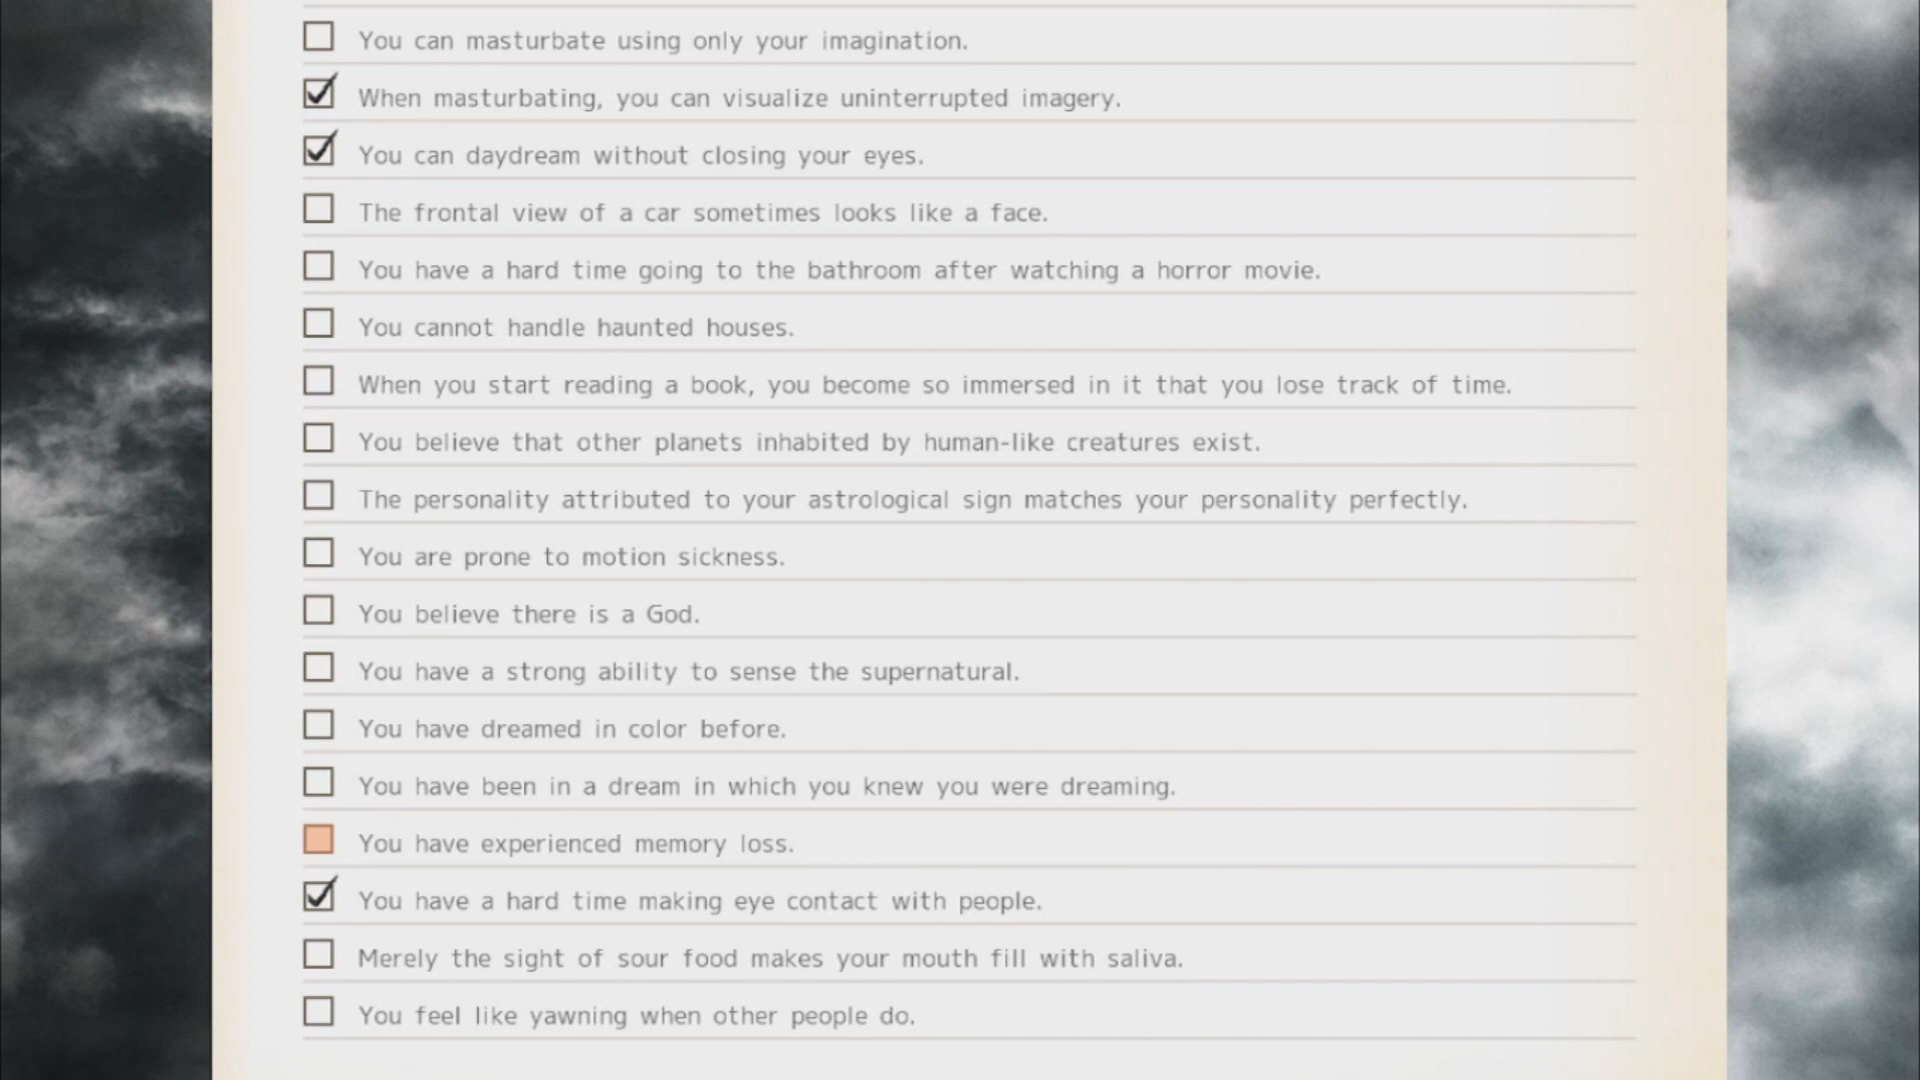 You can masturbate using only your imagination.
When masturbating, you can visualize uninterrupted imagery.
You can daydream without closing your eyes.
The frontal view of a car sometimes looks like a face.
You have a hard time going to the bathroom after watching a horror movie.
You cannot handle haunted houses.
When you start reading a book, you become so immersed in it that you lose track of time.
You believe that other planets inhabited by human-like creatures exist.
The personality attributed to your astrological sign matches your personality perfectly.
You are prone to motion sickness.
You believe there is a God.
You have a strong ability to sense the supernatural.
You have dreamed in color before.
You have been in a dream in which you knew you were dreaming.
You have experienced memory loss.
You have a hard time making eye contact with people.
Merely the sight of sour food makes your mouth fill with saliva.
You feel like yawning when other people do.